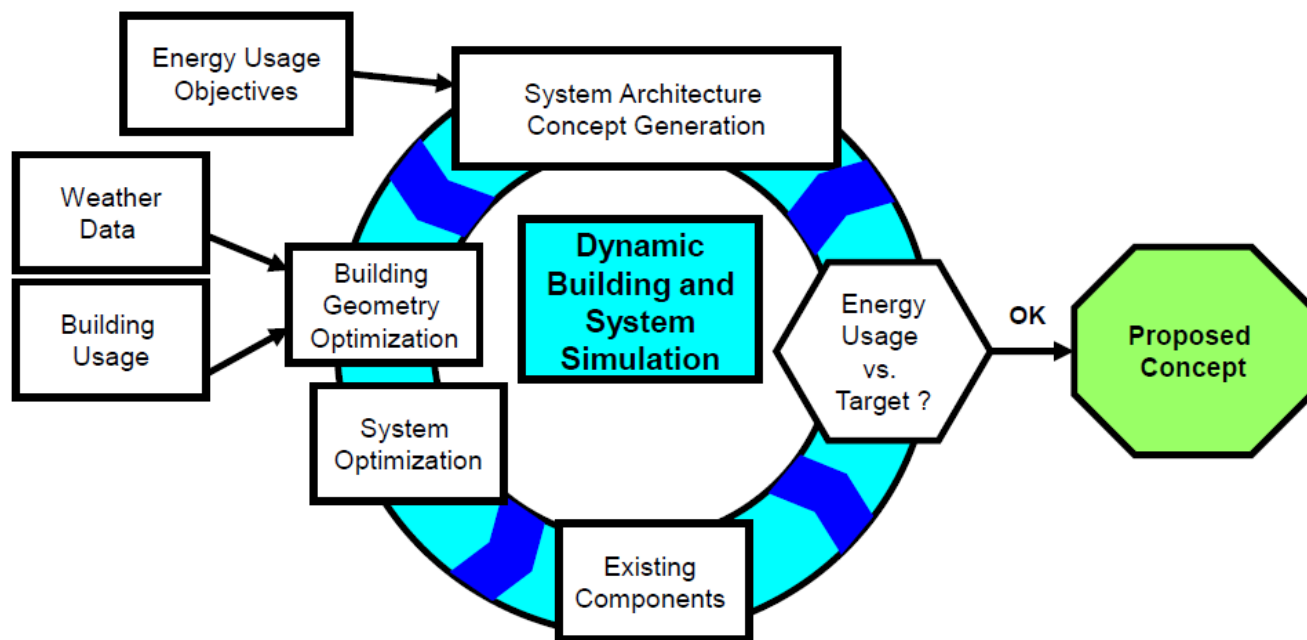 Energy Usage
Objectives
System Architecture
Concept Generation
Weather
Data
Building
Usage
Building
Geometry
Optimization
System
Optimization
Dynamic
Building and
System
Simulation
Energy
Usage
vs.
Target ?
OK
Proposed
Concept
Existing
Components